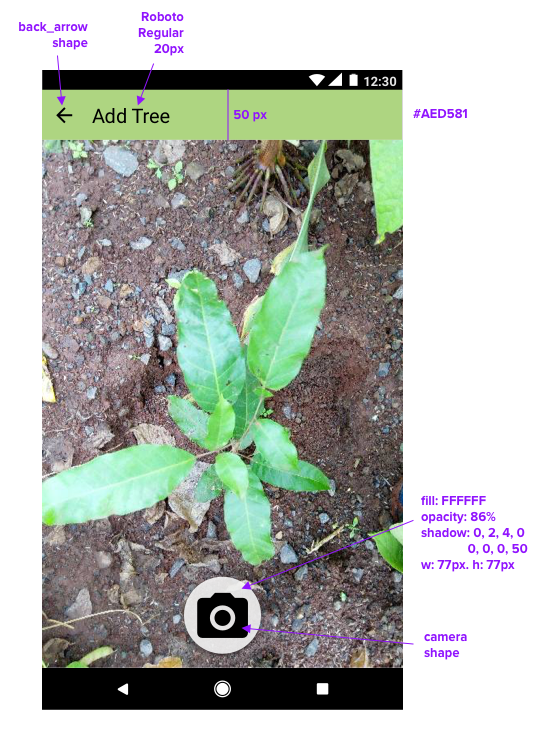 back_arrow
shape
Roboto
Regular
20px
12:30
Add Tree
50 px
#AED581
fill: FFFFFF
opacity: 86%
shadow: 0, 2, 4, 0
0, 0, 0, 50
w: 77px. h: 77px
camera
shape